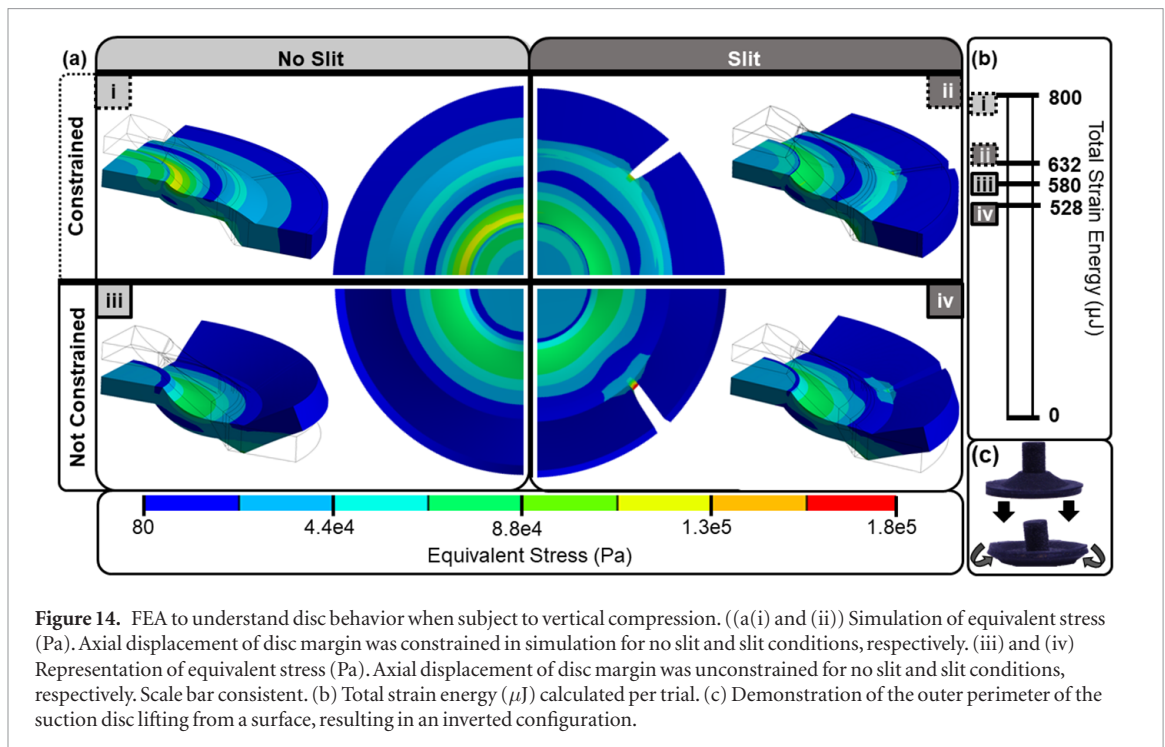 (a)
No Slit
Slit
(b)
i
ii
Constrained
iii
iv
Not Constrained
i
ii
iii
iv
800
632
580
528
0
Total Strain Energy (μJ)
(c)
80
4.4e4
8.8e4
1.3e5
1.8e5
Equivalent Stress (Pa)
Figure 14. FEA to understand disc behavior when subject to vertical compression. ((a(i) and (ii)) Simulation of equivalent stress
(Pa). Axial displacement of disc margin was constrained in simulation for no slit and slit conditions, respectively. (iii) and (iv)
Representation of equivalent stress (Pa). Axial displacement of disc margin was unconstrained for no slit and slit conditions,
respectively. Scale bar consistent. (b) Total strain energy (μJ) calculated per trial. (c) Demonstration of the outer perimeter of the
suction disc lifting from a surface, resulting in an inverted configuration.